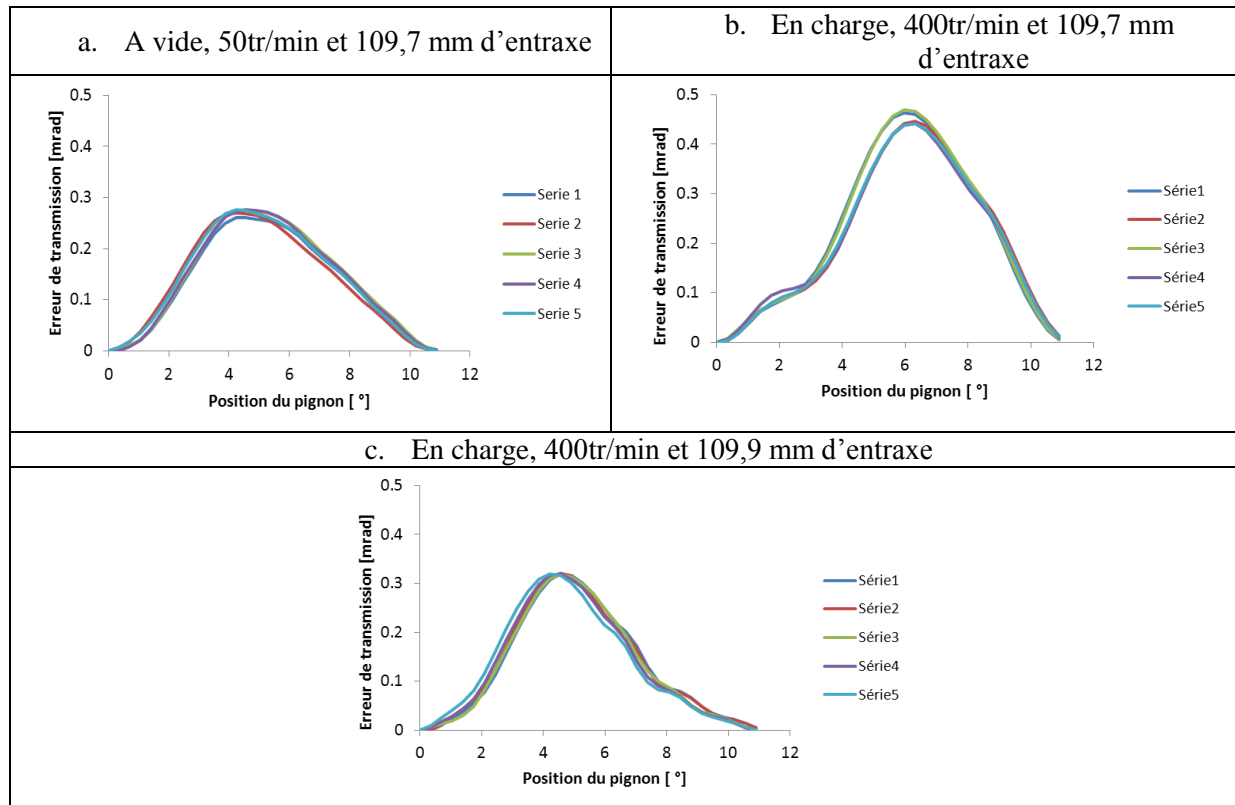 a. A vide, 50tr/min et 109,7 mm d'entraxe
b. En charge, 400tr/min et 109,7 mm
d'entraxe
Erreur de transmission [mrad]
0.5
0.4
0.3
0.2
0.1
0
0 2 4 6 8 10 12
Position du pignon [ °]
Serie 1
Serie 2
Serie 3
Serie 4
Serie 5
Erreur de transmission [mrad]
0.5
0.4
0.3
0.2
0.1
0
0 2 4 6 8 10 12
Position du pignon [ °]
Série1
Série2
Série3
Série4
Série5
c. En charge, 400tr/min et 109,9 mm d'entraxe
Erreur de transmission [mrad]
0.5
0.4
0.3
0.2
0.1
0
0 2 4 6 8 10 12
Position du pignon [ °]
Série1
Série2
Série3
Série4
Série5